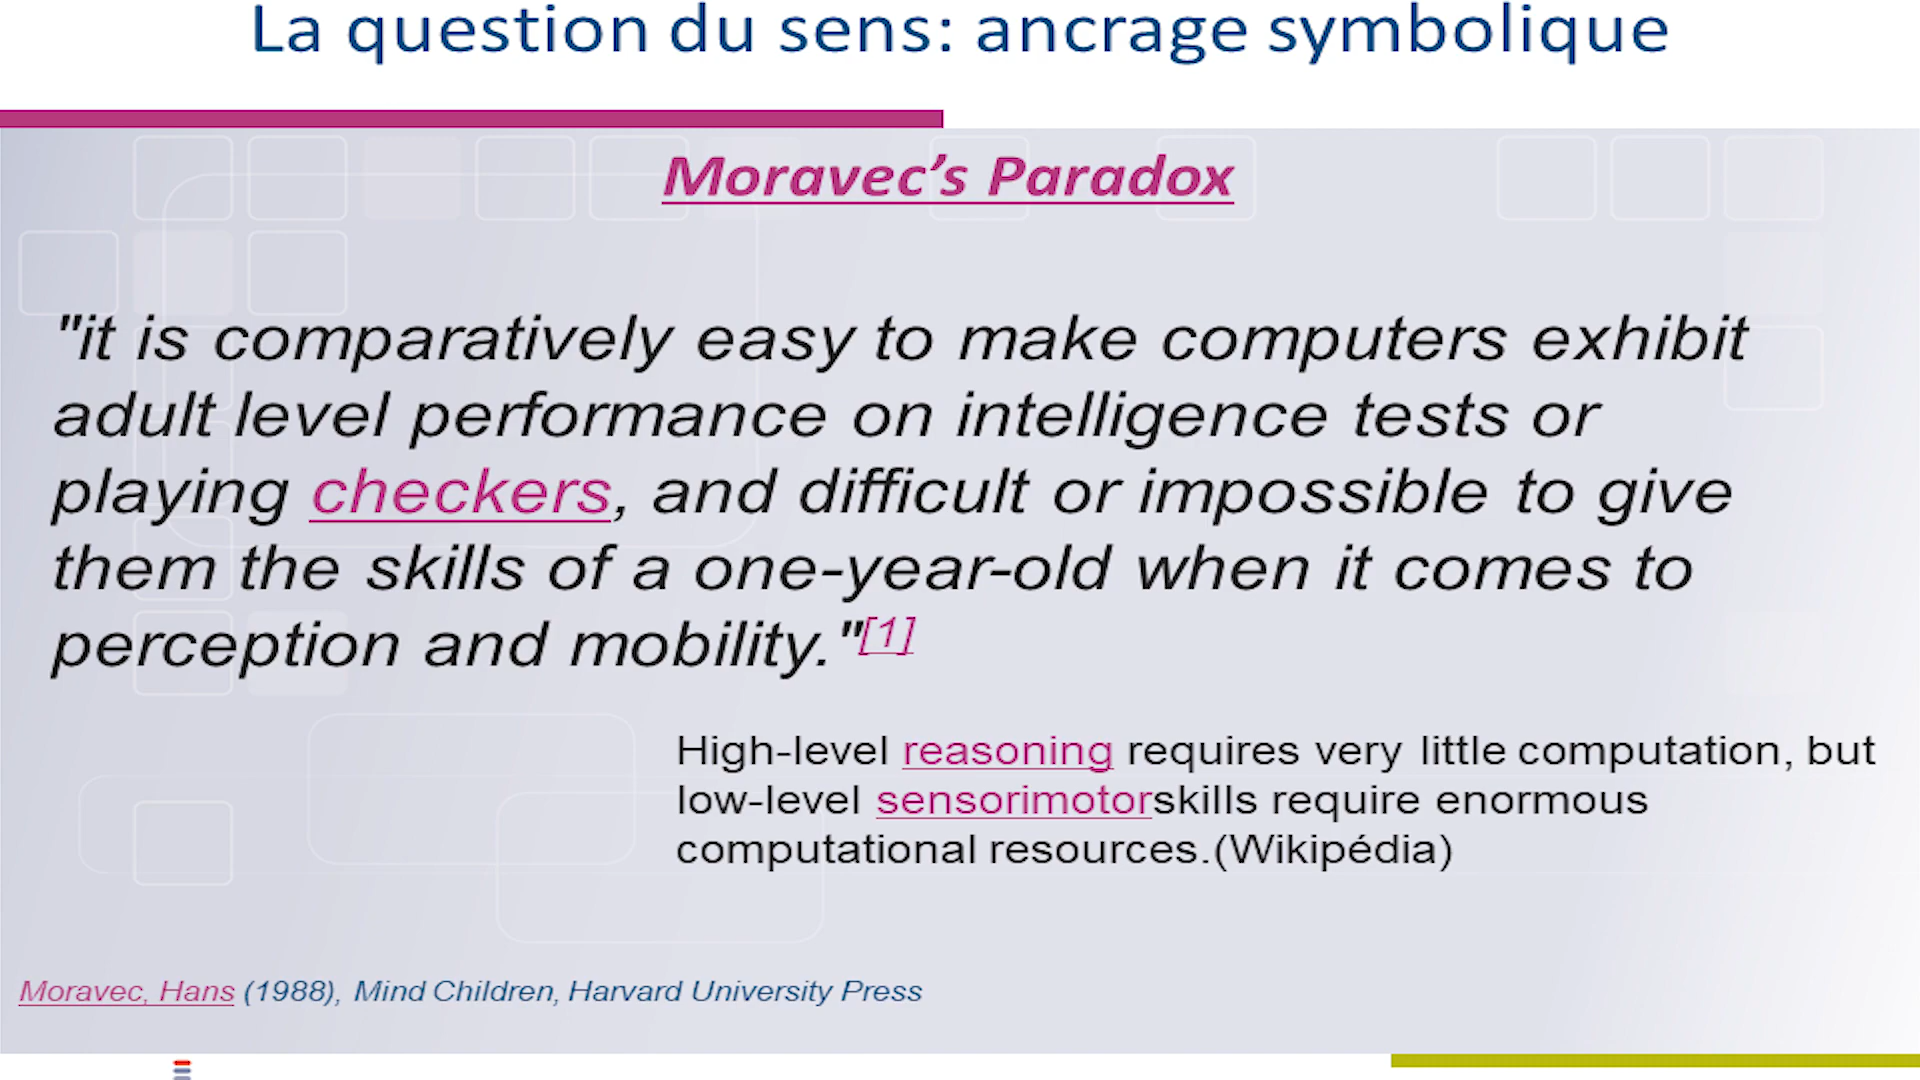 La question du sens: ancrage symbolique
Moravec’s Paradox
"it is comparatively easy to make computers exhibit
adult level performance on intelligence tests or
playing checkers, and difficult or impossible to give
them the skills of a one-year-old when it comes to
perception and mobility."[1]
High-level reasoning requires very little computation, but
low-level sensorimotorskills require enormous
computational resources.(Wikipédia)
Moravec, Hans (1988), Mind Children, Harvard University Press